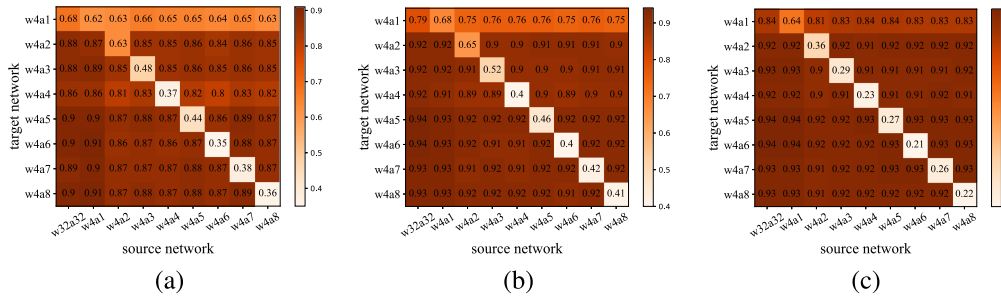 target network
w4a1 0.68 0.62 0.63 0.66 0.65 0.65 0.64 0.65 0.63
w4a2 0.88 0.87 0.63 0.85 0.85 0.86 0.84 0.86 0.85
w4a3 0.88 0.89 0.85 0.48 0.85 0.86 0.85 0.86 0.85
w4a4 0.86 0.86 0.81 0.83 0.37 0.82 0.8 0.83 0.82
w4a5 0.9 0.9 0.87 0.88 0.87 0.44 0.86 0.89 0.87
w4a6 0.9 0.9 0.86 0.87 0.86 0.87 0.35 0.88 0.87
w4a7 0.89 0.9 0.87 0.87 0.87 0.88 0.87 0.38 0.87
w4a8 0.9 0.91 0.87 0.88 0.87 0.88 0.87 0.89 0.36
w32a32 w4a1 w4a2 w4a3 w4a4 w4a5 w4a6 w4a7 w4a8
source network
0.9
0.8
0.7
0.6
0.5
0.4
(a)
target network
w4a1 0.79 0.68 0.75 0.76 0.76 0.75 0.76 0.76 0.75
w4a2 0.92 0.92 0.65 0.9 0.9 0.91 0.91 0.91 0.91
w4a3 0.92 0.92 0.9 0.52 0.9 0.9 0.9 0.91 0.91
w4a4 0.92 0.91 0.89 0.89 0.4 0.9 0.9 0.9 0.9
w4a5 0.94 0.93 0.92 0.92 0.92 0.46 0.92 0.92 0.92
w4a6 0.94 0.93 0.91 0.92 0.92 0.92 0.4 0.92 0.92
w4a7 0.94 0.93 0.92 0.92 0.92 0.92 0.92 0.42 0.92
w4a8 0.93 0.93 0.91 0.92 0.92 0.92 0.92 0.92 0.41
w32a32 w4a1 w4a2 w4a3 w4a4 w4a5 w4a6 w4a7 w4a8
source network
0.9
0.8
0.7
0.6
0.5
0.4
(b)
target network
w4a1 0.84 0.64 0.81 0.83 0.84 0.84 0.83 0.83 0.83
w4a2 0.92 0.92 0.36 0.9 0.91 0.92 0.92 0.92 0.92
w4a3 0.93 0.93 0.9 0.29 0.91 0.92 0.92 0.92 0.92
w4a4 0.92 0.92 0.9 0.91 0.23 0.92 0.91 0.92 0.92
w4a5 0.94 0.94 0.92 0.92 0.93 0.27 0.93 0.93 0.93
w4a6 0.94 0.94 0.92 0.92 0.92 0.93 0.21 0.93 0.93
w4a7 0.94 0.93 0.92 0.92 0.92 0.93 0.93 0.26 0.93
w4a8 0.93 0.93 0.91 0.92 0.92 0.92 0.92 0.92 0.22
w32a32 w4a1 w4a2 w4a3 w4a4 w4a5 w4a6 w4a7 w4a8
source network
(c)